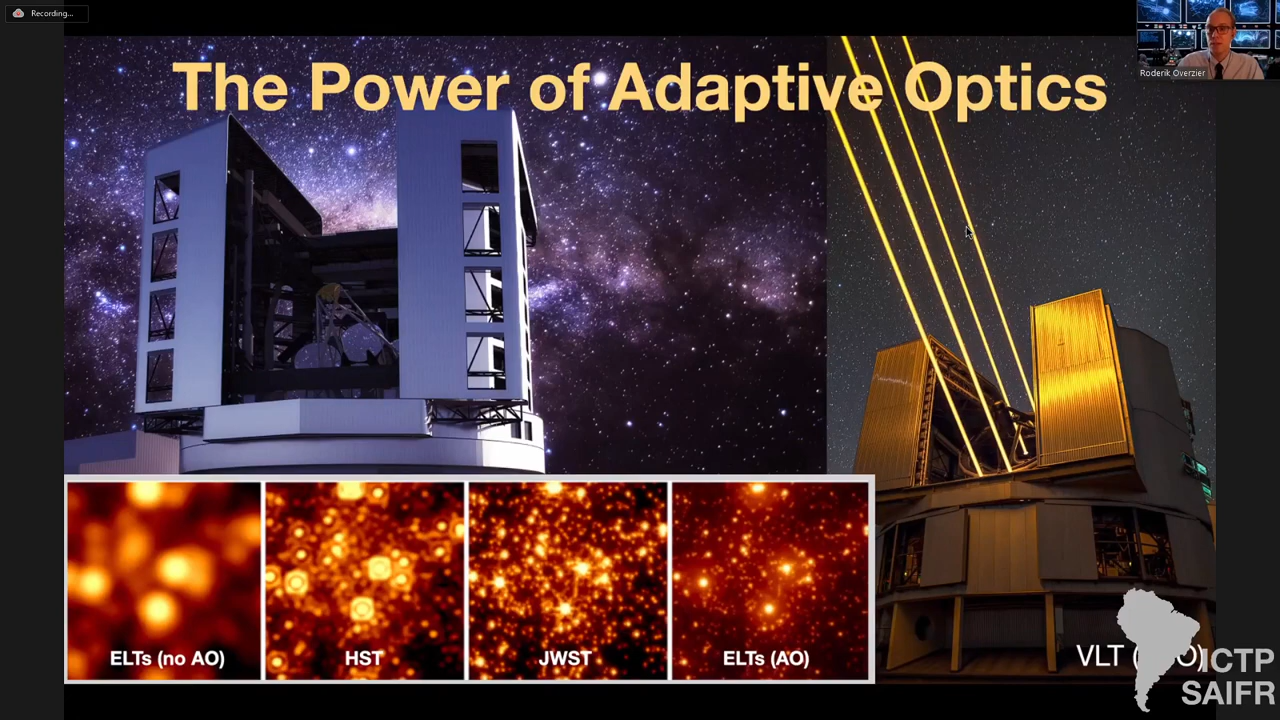 Recording...
Roderik Overzier
The Power of Adaptive Optics
ELTs (no AO)
HST
JWST
ELTs (AO)
VLT (
O)
ICTP
SAIFR